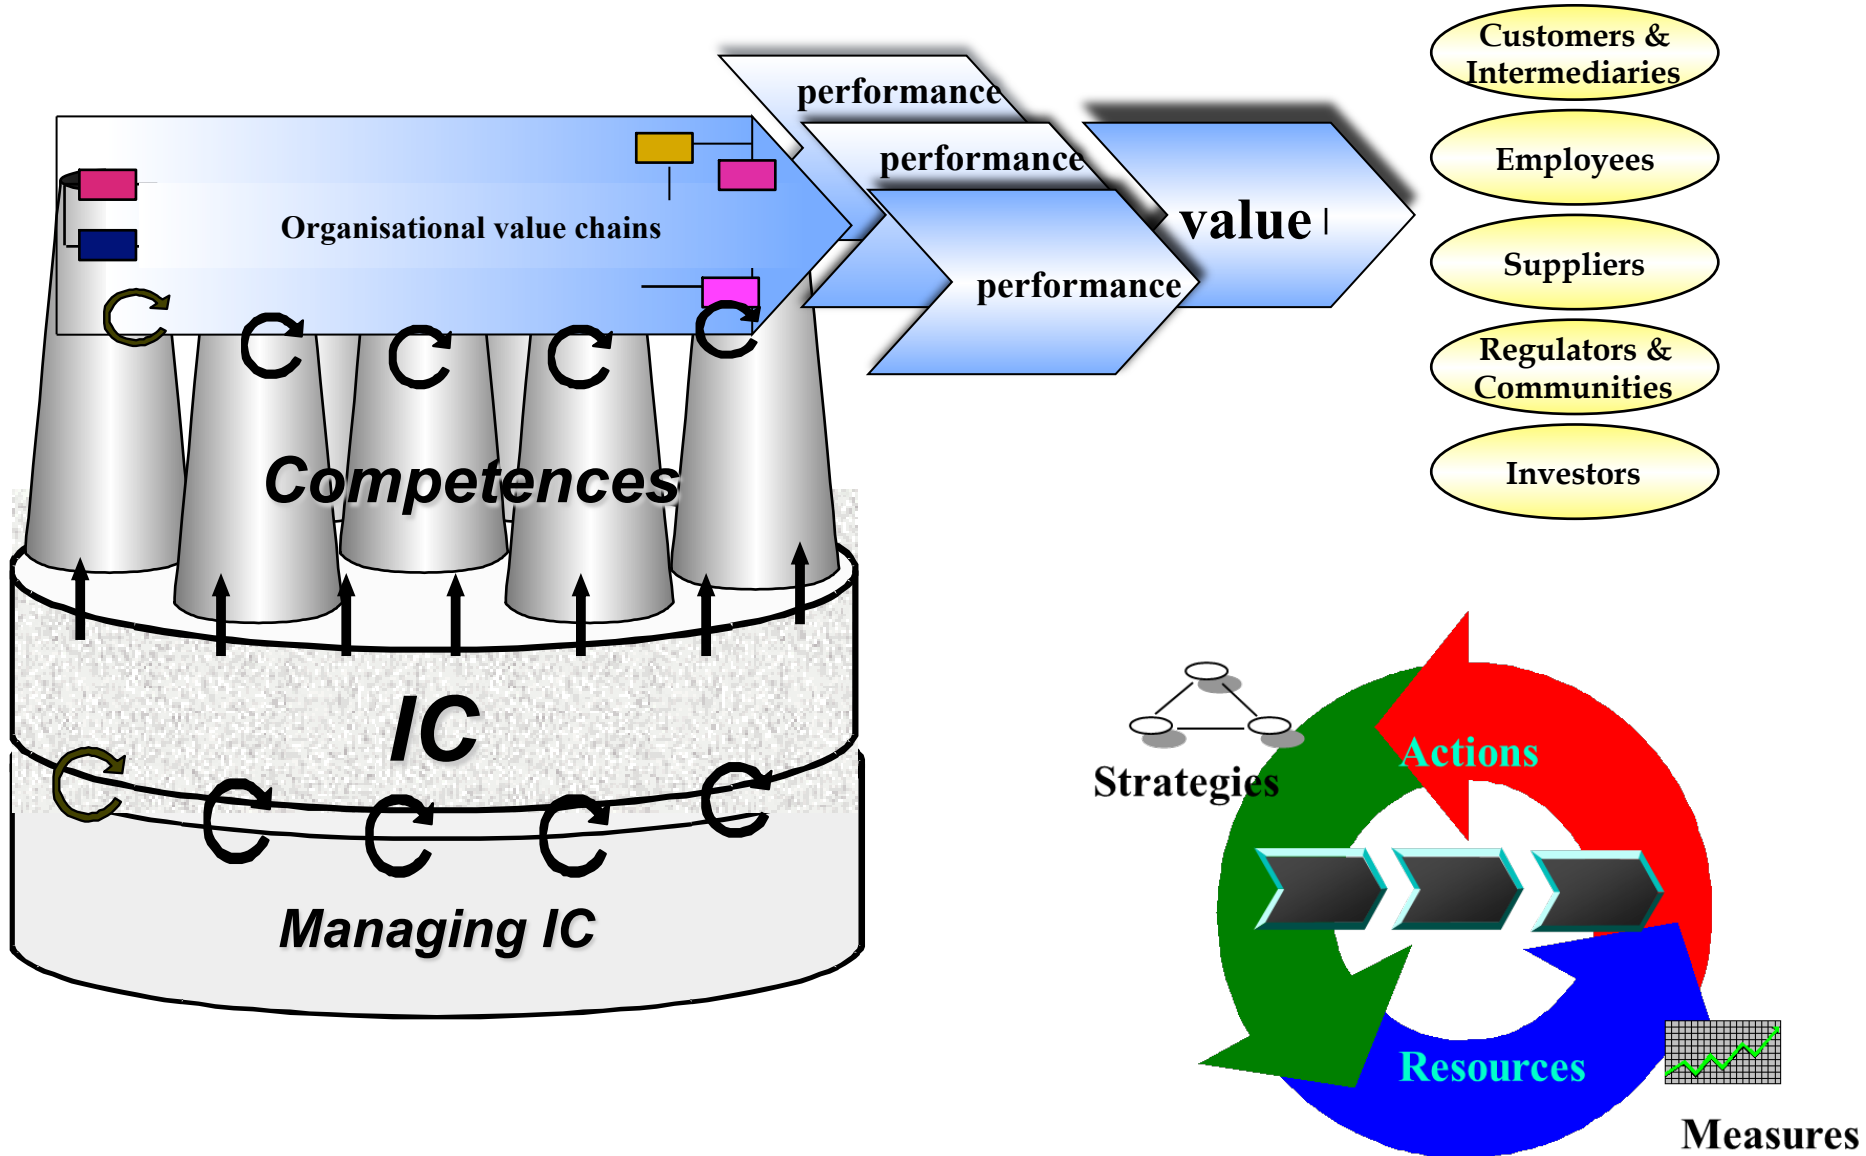 Customers &
Intermediaries
performance
performance
Employees
Organisational value chains
value
Suppliers
performance
Regulators &
Communities
Competences
Investors
IC
Actions
Strategies
Managing IC
Resources
Measures